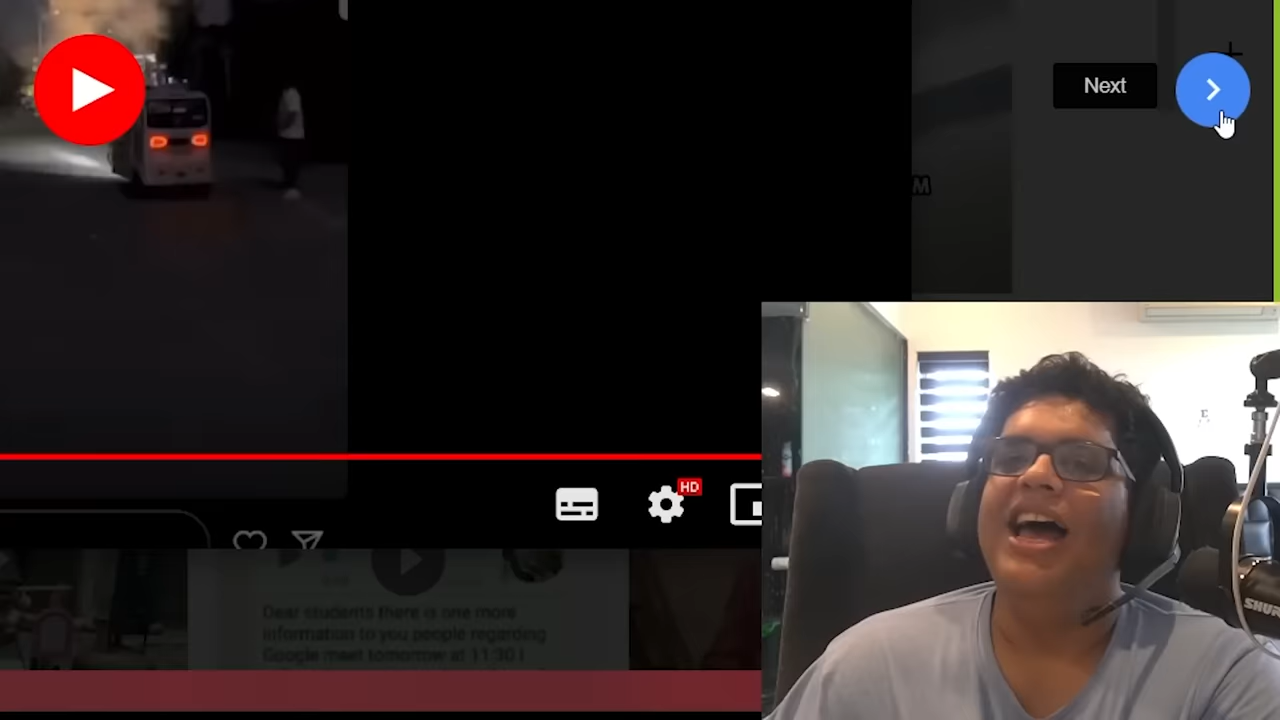 Next
M
HD
Dear students there is one more
information to you people regarding
Google meet tomorrow at 11:30 I
SHUR